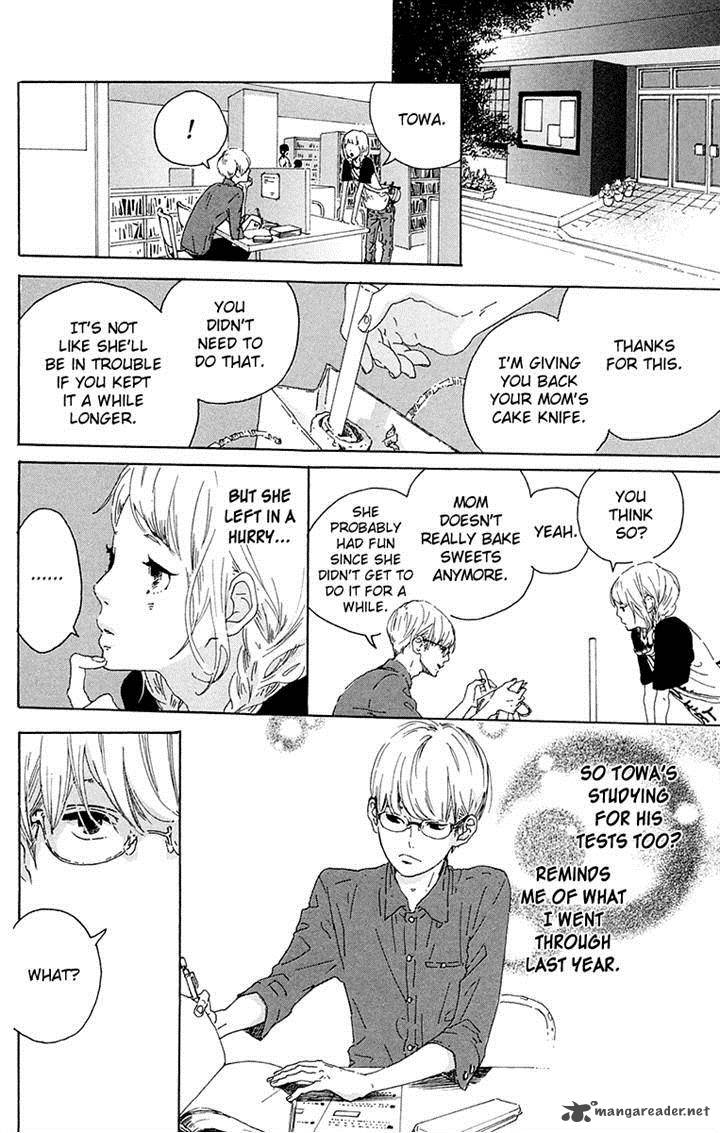 TOWA.
!
THANKS
FOR THIS.
I'M GIVING
YOU BACK
YOUR MOM'S
CAKE KNIFE.
YOU
DIDN'T
NEED TO
DO THAT.
IT'S NOT
LIKE SHE'LL
BE IN TROUBLE
IF YOU KEPT
IT A WHILE
LONGER.
YOU
THINK
SO?
YEAH.
MOM
DOESN'T
REALLY BAKE
SWEETS
ANYMORE.
SHE
PROBABLY
HAD FUN
SINCE SHE
DIDN'T GET TO
DO IT FOR A
WHILE.
BUT SHE
LEFT IN A
HURRY...
......
SO TOWA'S
STUDYING
FOR HIS
TESTS TOO?
REMINDS
ME OF WHAT
I WENT
THROUGH
LAST YEAR.
WHAT?
mangareader.net